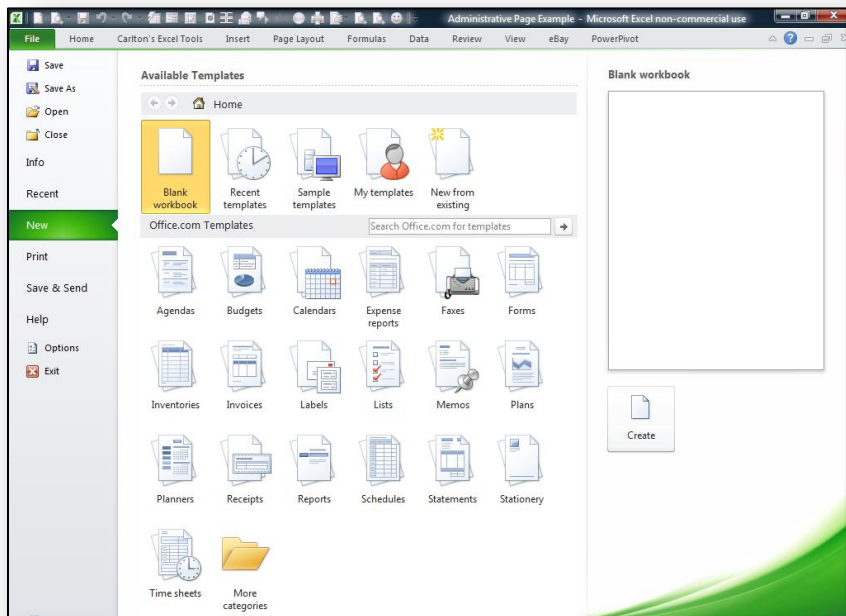 Administrative Page Example - Microsoft Excel non-commercial use
File Home Carlton's Excel Tools Insert Page Layout Formulas Data Review View eBay PowerPivot
Save
Save As
Open
Close
Info
Recent
New
Print
Save & Send
Help
Options
Exit
Available Templates
Home
Blank workbook
Recent templates
Sample templates
My templates
New from existing
Office.com Templates
Search Office.com for templates
Agendas
Budgets
Calendars
Expense reports
Faxes
Forms
Inventories
Invoices
Labels
Lists
Memos
Plans
Planners
Receipts
Reports
Schedules
Statements
Stationery
Time sheets
More categories
Blank workbook
Create